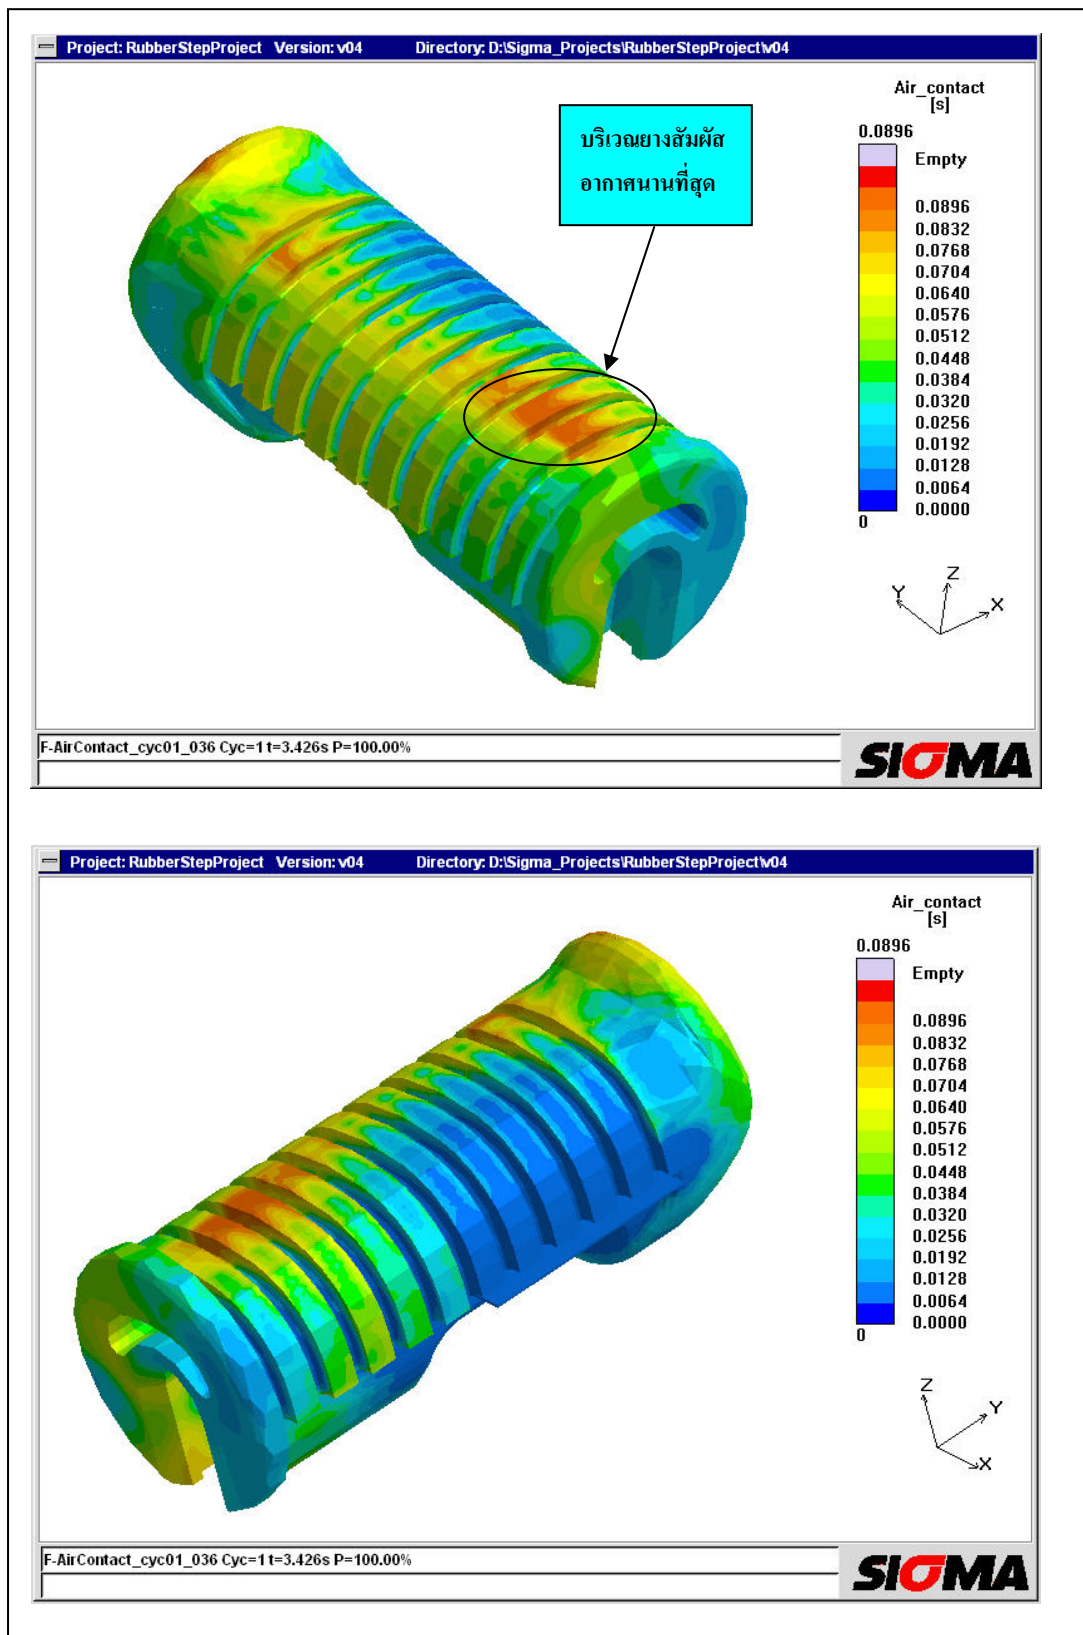 Project: RubberStepProject Version: v04 Directory: D:\Sigma_Projects\RubberStepProject\v04
Air_contact
[s]
0.0896
Empty
0.0896
0.0832
0.0768
0.0704
0.0640
0.0576
0.0512
0.0448
0.0384
0.0320
0.0256
0.0192
0.0128
0.0064
0.0000
0
บริเวณยางสัมผัส
อากาศนานที่สุด
Z
Y
X
F-AirContact_cyc01_036 Cyc=1 t=3.426s P=100.00%
SIGMA
Project: RubberStepProject Version: v04 Directory: D:\Sigma_Projects\RubberStepProject\v04
Air_contact
[s]
0.0896
Empty
0.0896
0.0832
0.0768
0.0704
0.0640
0.0576
0.0512
0.0448
0.0384
0.0320
0.0256
0.0192
0.0128
0.0064
0.0000
0
Z
Y
X
F-AirContact_cyc01_036 Cyc=1 t=3.426s P=100.00%
SIGMA